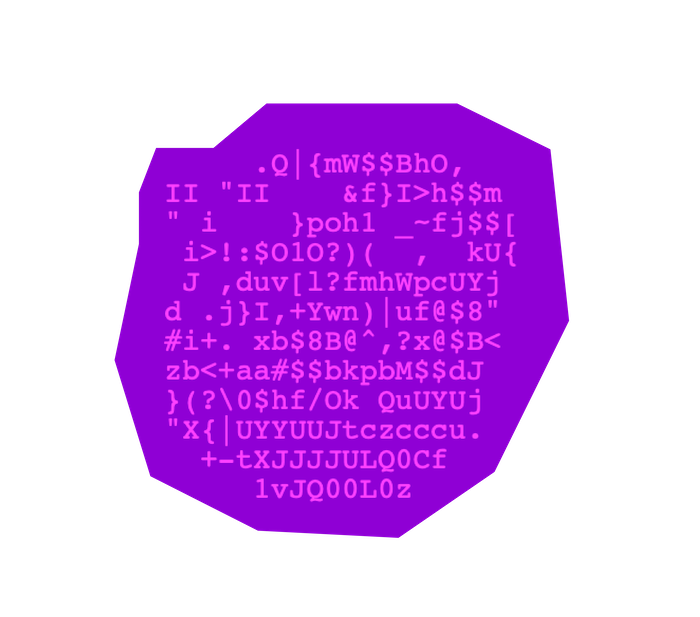 .Q|{mW$$BhO,
II "II    &f}I>h$$m
" i    }poh1 _~fj$$[
 i>!:$O1O?)(  ,  kU{
 J ,duv[l?fmhWpcUYj
d .j}I,+Ywn)|uf@$8"
#i+. xb$8B@^,?x@$B<
zb<+aa#$$bkpbM$$dJ
}(?\0$hf/Ok QuUYUj
"X{|UYYUUJtczcccu.
  +-tXJJJJULQ0Cf
     1vJQ00L0z